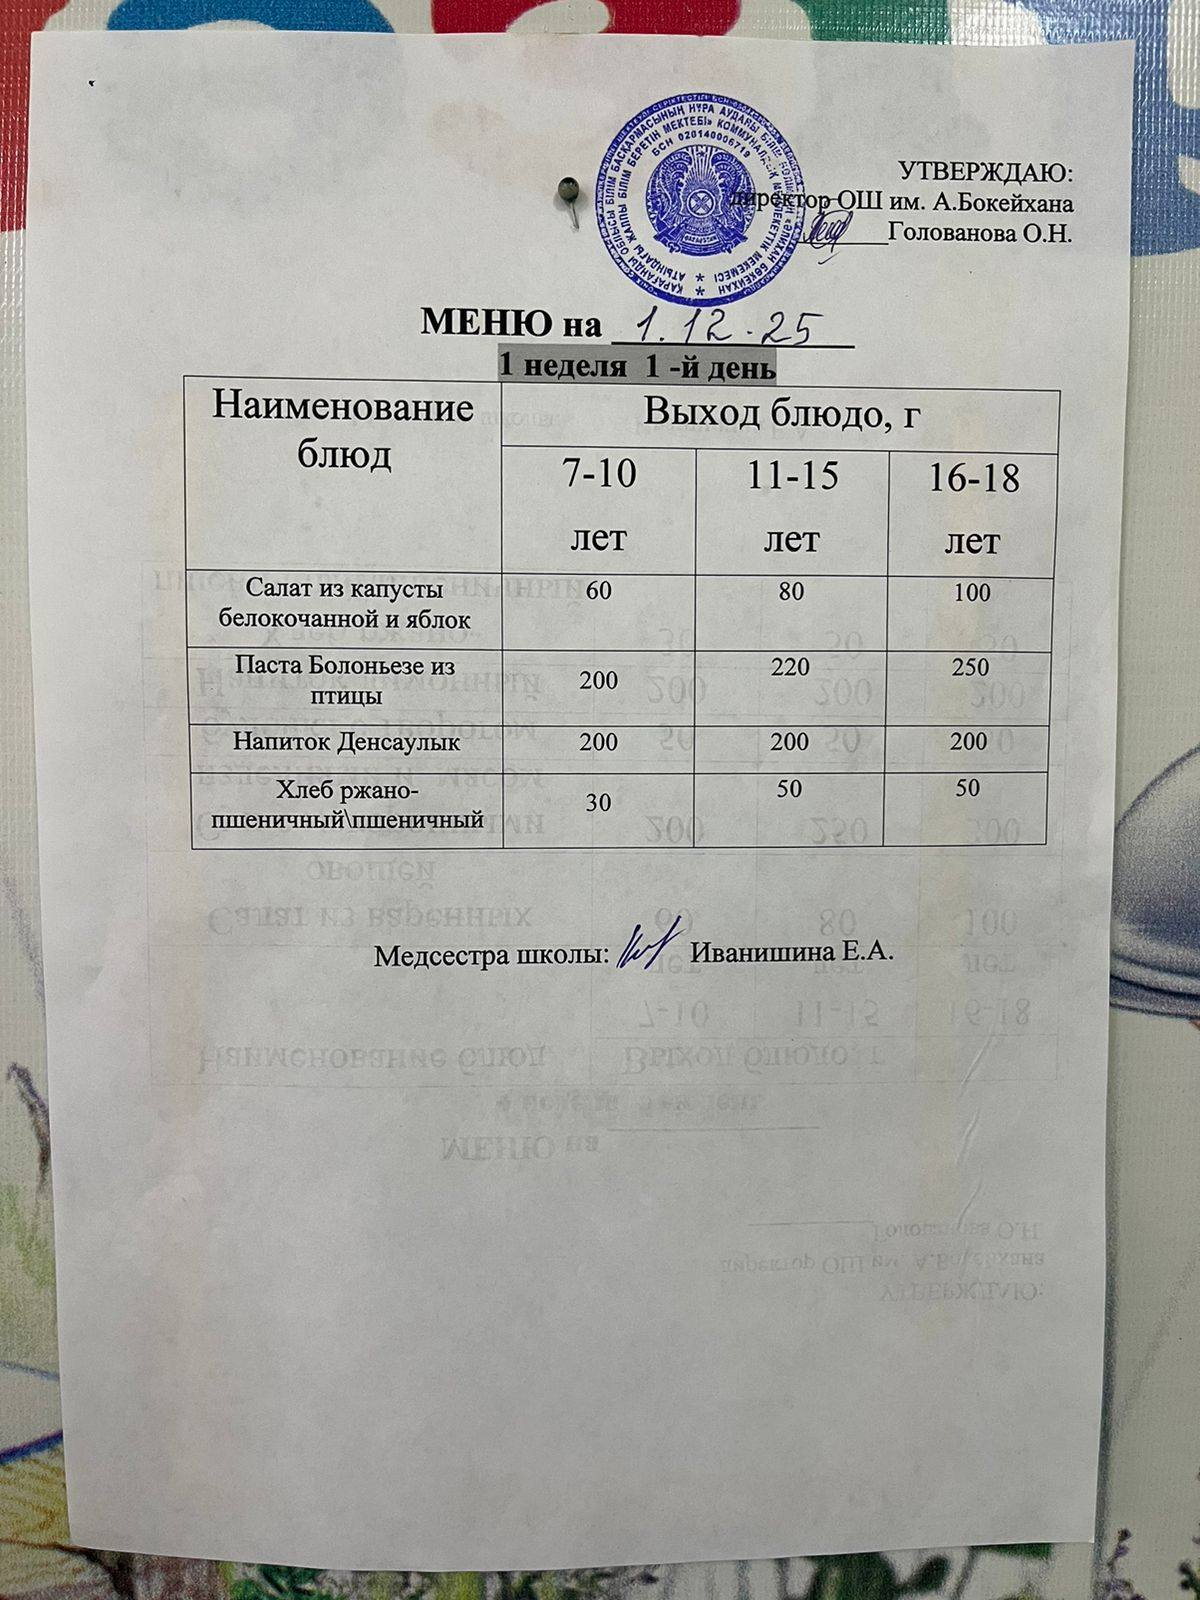 УТВЕРЖДАЮ:
директор ОШ им. А.Бокейхана
Голованова О.Н.
БСН 020140006719
QAZAQSTAN
МЕНЮ на 1.12.25
1 неделя 1 -й день
Наименование блюд Выход блюдо, г
7-10 лет 11-15 лет 16-18 лет
Салат из капусты
белокочанной и яблок 60 80 100
Паста Болоньезе из
птицы 200 220 250
Напиток Денсаулык 200 200 200
Хлеб ржано-
пшеничный\пшеничный 30 50 50
Медсестра школы: Иванишина Е.А.